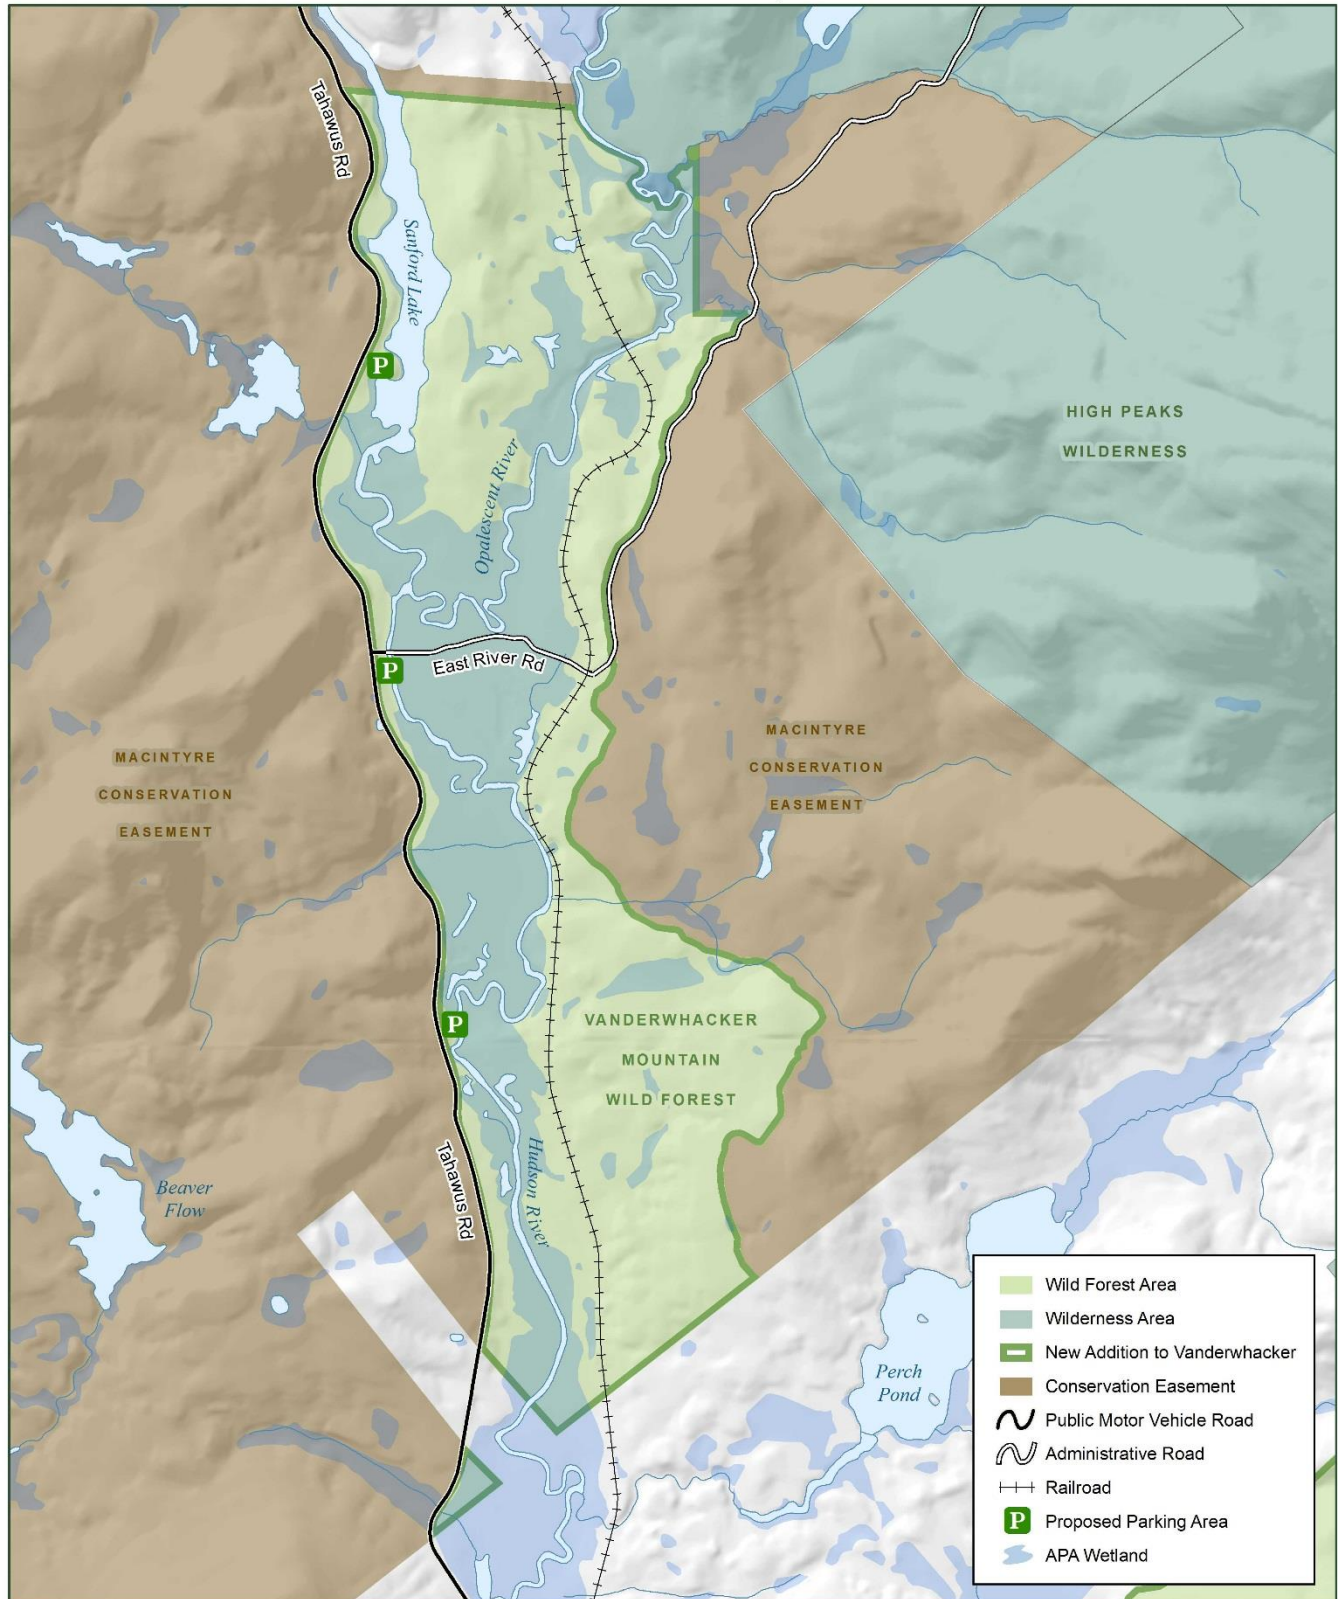 Tahawus Rd
Sanford Lake
P
HIGH PEAKS
WILDERNESS
Opalescent River
East River Rd
P
MACINTYRE
CONSERVATION
EASEMENT
MACINTYRE
CONSERVATION
EASEMENT
P
VANDERWHACKER
MOUNTAIN
WILD FOREST
Tahawus Rd
Hudson River
Beaver
Flow
Perch
Pond
Wild Forest Area
Wilderness Area
New Addition to Vanderwhacker
Conservation Easement
Public Motor Vehicle Road
Administrative Road
Railroad
P Proposed Parking Area
APA Wetland